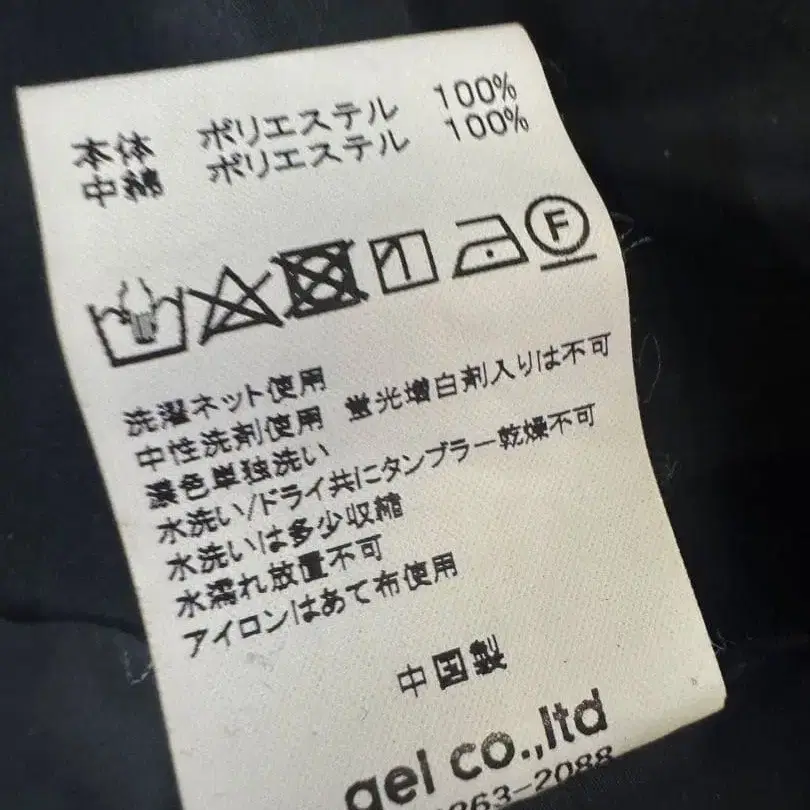 本体 ポリエステル 100%
中綿 ポリエステル 100%
F
洗濯ネット使用
中性洗剤使用 蛍光増白剤入りは不可
濃色単独洗い
水洗い/ドライ共にタンブラー乾燥不可
水洗いは多少収縮
水濡れ放置不可
アイロンはあて布使用
中国製
gel co.,ltd
863-2088